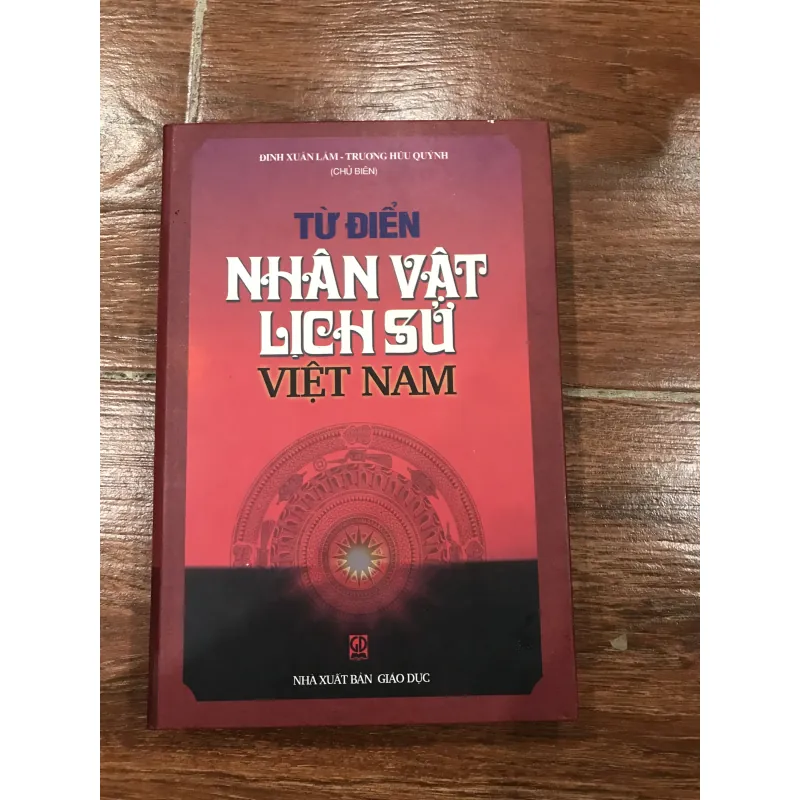 ĐINH XUÂN LÂM - TRƯƠNG HỮU QUÝNH
(CHỦ BIÊN)
TỪ ĐIỂN
NHÂN VẬT
LỊCH SỬ
VIỆT NAM
GD
NHÀ XUẤT BẢN GIÁO DỤC